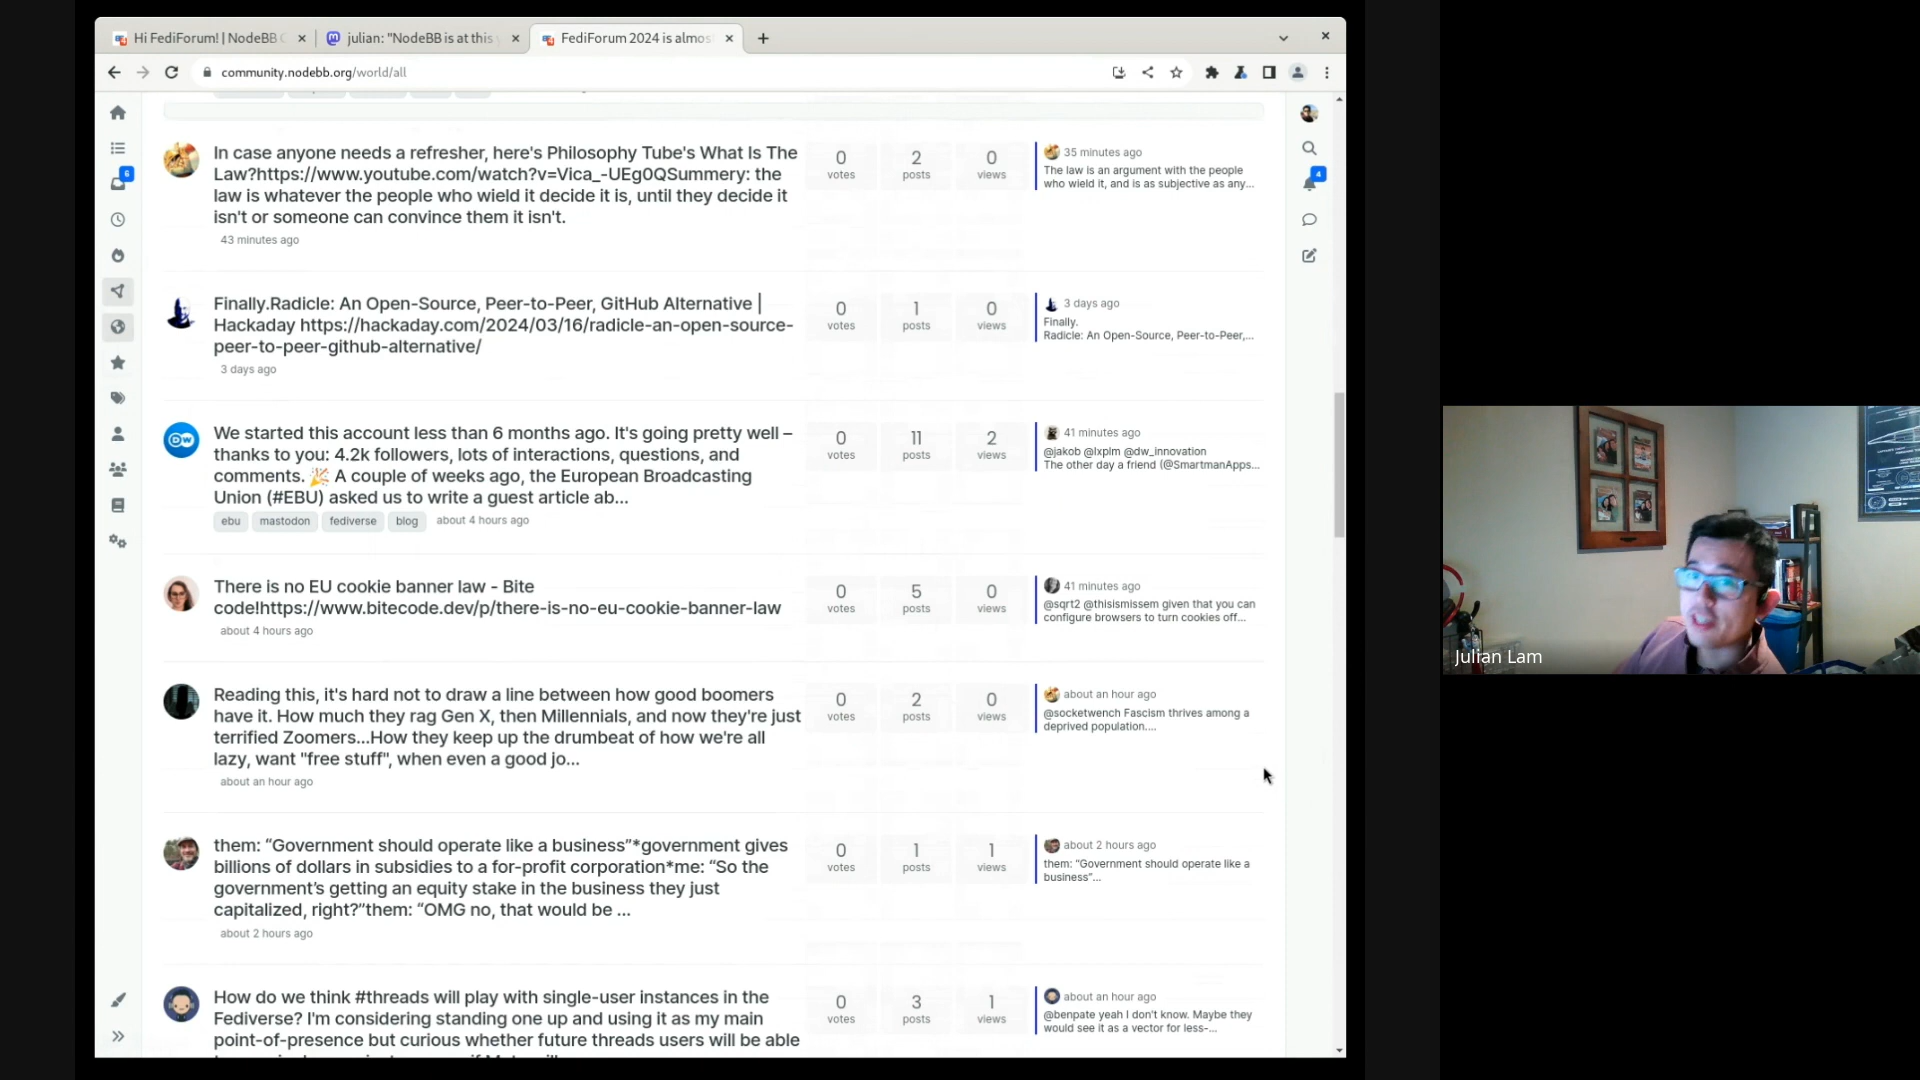 Hi FediForum! | NodeBB
julian: "NodeBB is at this
FediForum 2024 is almos
community.nodebb.org/world/all
6
4
In case anyone needs a refresher, here's Philosophy Tube's What Is The
Law?https://www.youtube.com/watch?v=Vica_-UEg0QSummery: the
law is whatever the people who wield it decide it is, until they decide it
isn't or someone can convince them it isn't.
43 minutes ago
0 votes
2 posts
0 views
35 minutes ago
The law is an argument with the people
who wield it, and is as subjective as any...
Finally.Radicle: An Open-Source, Peer-to-Peer, GitHub Alternative |
Hackaday https://hackaday.com/2024/03/16/radicle-an-open-source-
peer-to-peer-github-alternative/
3 days ago
0 votes
1 posts
0 views
3 days ago
Finally.
Radicle: An Open-Source, Peer-to-Peer,...
DW
We started this account less than 6 months ago. It's going pretty well –
thanks to you: 4.2k followers, lots of interactions, questions, and
comments. 🎉 A couple of weeks ago, the European Broadcasting
Union (#EBU) asked us to write a guest article ab...
ebu mastodon fediverse blog about 4 hours ago
0 votes
11 posts
2 views
41 minutes ago
@jakob @lxplm @dw_innovation
The other day a friend (@SmartmanApps...
There is no EU cookie banner law - Bite
code!https://www.bitecode.dev/p/there-is-no-eu-cookie-banner-law
about 4 hours ago
0 votes
5 posts
0 views
41 minutes ago
@sqrt2 @thisismissem given that you can
configure browsers to turn cookies off...
Reading this, it's hard not to draw a line between how good boomers
have it. How much they rag Gen X, then Millennials, and now they're just
terrified Zoomers...How they keep up the drumbeat of how we're all
lazy, want "free stuff", when even a good jo...
about an hour ago
0 votes
2 posts
0 views
about an hour ago
@socketwench Fascism thrives among a
deprived population....
them: “Government should operate like a business”*government gives
billions of dollars in subsidies to a for-profit corporation*me: “So the
government’s getting an equity stake in the business they just
capitalized, right?”them: “OMG no, that would be ...
about 2 hours ago
0 votes
1 posts
1 views
about 2 hours ago
them: “Government should operate like a
business”...
How do we think #threads will play with single-user instances in the
Fediverse? I'm considering standing one up and using it as my main
point-of-presence but curious whether future threads users will be able
0 votes
3 posts
1 views
about an hour ago
@benpate yeah I don't know. Maybe they
would see it as a vector for less-...
Julian Lam